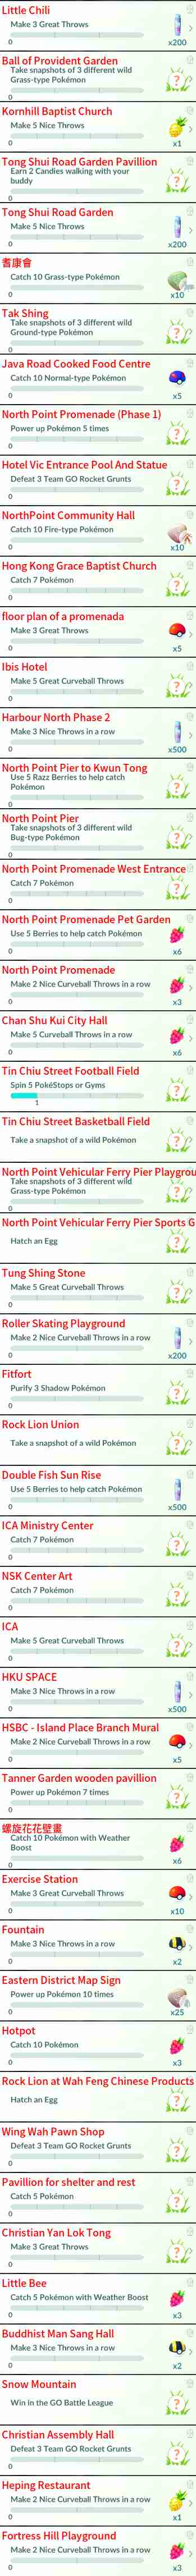 Little Chili
Make 3 Great Throws
0
x200
Ball of Provident Garden
Take snapshots of 3 different wild
Grass-type Pokémon
?
0
Kornhill Baptist Church
Make 5 Nice Throws
0
x1
Tong Shui Road Garden Pavillion
Earn 2 Candies walking with your
buddy
?
0
Tong Shui Road Garden
Make 5 Nice Throws
0
x200
耆康會
Catch 10 Grass-type Pokémon
0
x10
Tak Shing
Take snapshots of 3 different wild
Ground-type Pokémon
?
0
Java Road Cooked Food Centre
Catch 10 Normal-type Pokémon
0
x5
North Point Promenade (Phase 1)
Power up Pokémon 5 times
?
0
Hotel Vic Entrance Pool And Statue
Defeat 3 Team GO Rocket Grunts
?
0
NorthPoint Community Hall
Catch 10 Fire-type Pokémon
0
x10
Hong Kong Grace Baptist Church
Catch 7 Pokémon
?
0
floor plan of a promenada
Make 3 Great Throws
0
x5
Ibis Hotel
Make 5 Great Curveball Throws
?
0
Harbour North Phase 2
Make 3 Nice Throws in a row
0
x500
North Point Pier to Kwun Tong
Use 5 Razz Berries to help catch
Pokémon
?
0
North Point Pier
Take snapshots of 3 different wild
Bug-type Pokémon
?
0
North Point Promenade West Entrance
Catch 7 Pokémon
?
0
North Point Promenade Pet Garden
Use 5 Berries to help catch Pokémon
0
x6
North Point Promenade
Make 2 Nice Curveball Throws in a row
0
x3
Chan Shu Kui City Hall
Make 5 Curveball Throws in a row
0
x6
Tin Chiu Street Football Field
Spin 5 PokéStops or Gyms
?
1
Tin Chiu Street Basketball Field
Take a snapshot of a wild Pokémon
?
North Point Vehicular Ferry Pier Playgrou
Take snapshots of 3 different wild
Grass-type Pokémon
?
0
North Point Vehicular Ferry Pier Sports G
Hatch an Egg
?
Tung Shing Stone
Make 5 Great Curveball Throws
?
0
Roller Skating Playground
Make 2 Nice Curveball Throws in a row
0
x200
Fitfort
Purify 3 Shadow Pokémon
?
0
Rock Lion Union
Take a snapshot of a wild Pokémon
?
Double Fish Sun Rise
Use 5 Berries to help catch Pokémon
0
x500
ICA Ministry Center
Catch 7 Pokémon
?
0
NSK Center Art
Catch 7 Pokémon
?
0
ICA
Make 5 Great Curveball Throws
?
0
HKU SPACE
Make 3 Nice Throws in a row
0
x500
HSBC - Island Place Branch Mural
Make 2 Nice Curveball Throws in a row
0
x5
Tanner Garden wooden pavillion
Power up Pokémon 7 times
?
0
螺旋花花壁畫
Catch 10 Pokémon with Weather
Boost
0
x6
Exercise Station
Make 3 Great Curveball Throws
0
x10
Fountain
Make 3 Nice Throws in a row
0
x2
Eastern District Map Sign
Power up Pokémon 10 times
0
x25
Hotpot
Catch 10 Pokémon
0
x3
Rock Lion at Wah Feng Chinese Products
Hatch an Egg
?
Wing Wah Pawn Shop
Defeat 3 Team GO Rocket Grunts
?
0
Pavillion for shelter and rest
Catch 5 Pokémon
?
0
Christian Yan Lok Tong
Make 3 Great Throws
?
0
Little Bee
Catch 5 Pokémon with Weather Boost
0
x3
Buddhist Man Sang Hall
Make 3 Nice Throws in a row
0
x2
Snow Mountain
Win in the GO Battle League
?
Christian Assembly Hall
Defeat 3 Team GO Rocket Grunts
?
0
Heping Restaurant
Make 2 Nice Curveball Throws in a row
0
x1
Fortress Hill Playground
Make 2 Nice Curveball Throws in a row
0
x3